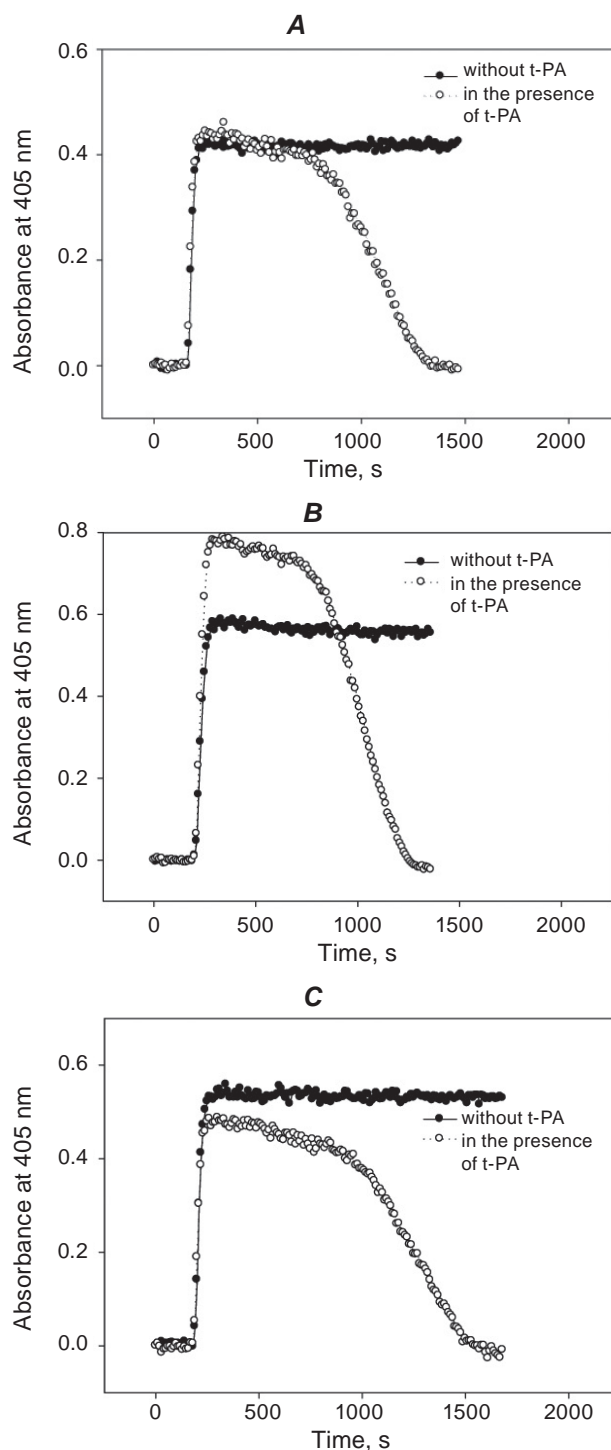 A
0.6
without t-PA
in the presence
of t-PA
0.4
Absorbance at 405 nm
0.2
0.0
0 500 1000 1500 2000
Time, s
B
0.8
without t-PA
in the presence
of t-PA
0.6
Absorbance at 405 nm
0.4
0.2
0.0
0 500 1000 1500 2000
Time, s
C
0.6
without t-PA
in the presence
of t-PA
Absorbance at 405 nm
0.4
0.2
0.0
0 500 1000 1500 2000
Time, s